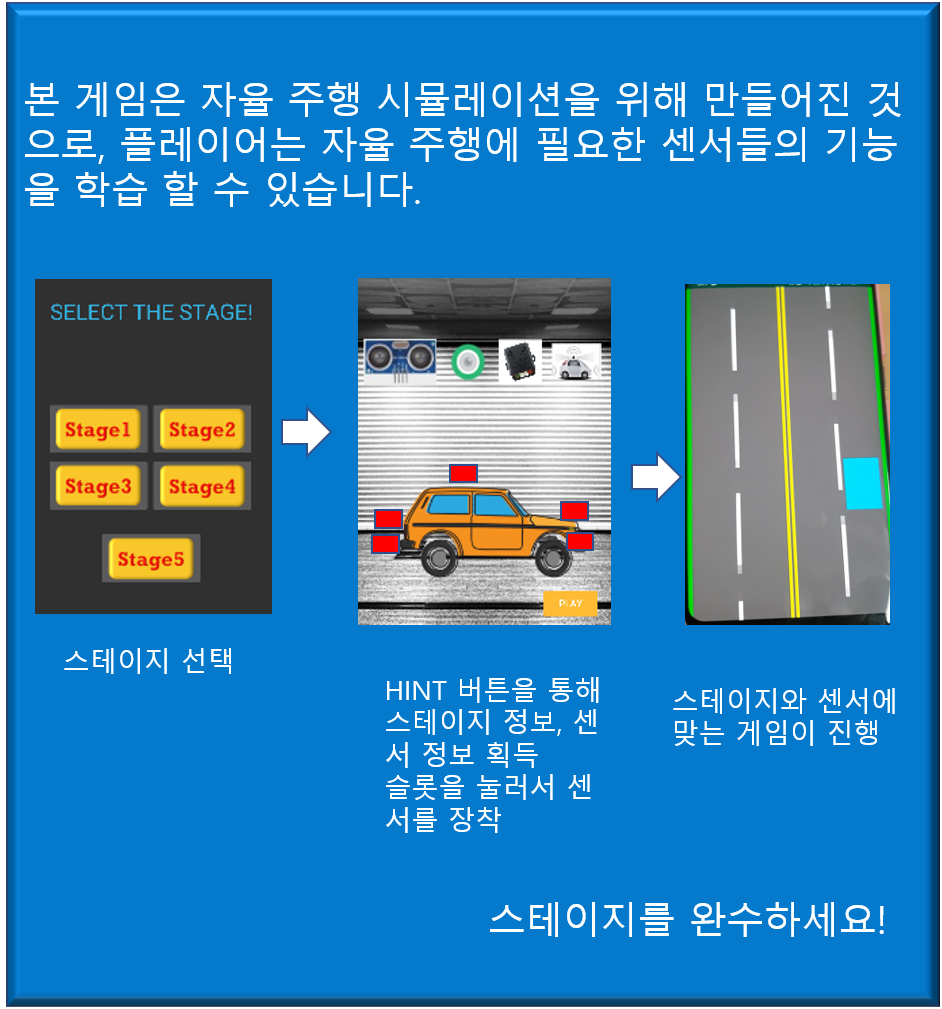 본 게임은 자율 주행 시뮬레이션을 위해 만들어진 것
으로, 플레이어는 자율 주행에 필요한 센서들의 기능
을 학습 할 수 있습니다.
SELECT THE STAGE!
Stage1
Stage2
Stage3
Stage4
Stage5
PLAY
스테이지 선택
HINT 버튼을 통해
스테이지 정보, 센
서 정보 획득
슬롯을 눌러서 센
서를 장착
스테이지와 센서에
맞는 게임이 진행
스테이지를 완수하세요!